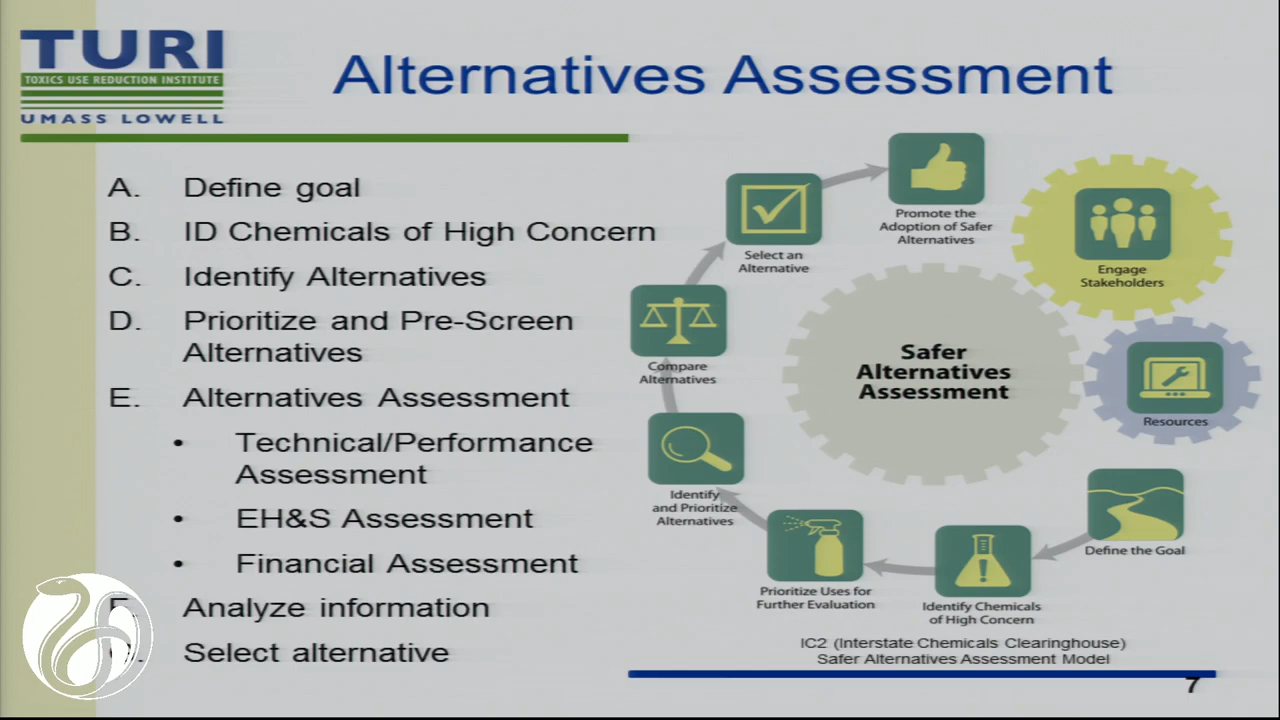 TURI
TOXICS USE REDUCTION INSTITUTE
UMASS LOWELL
Alternatives Assessment
A. Define goal
B. ID Chemicals of High Concern
C. Identify Alternatives
D. Prioritize and Pre-Screen
Alternatives
E. Alternatives Assessment
• Technical/Performance
Assessment
• EH&S Assessment
• Financial Assessment
Analyze information
Select alternative
Promote the
Adoption of Safer
Alternatives
Select an
Alternative
Engage
Stakeholders
Compare
Alternatives
Safer
Alternatives
Assessment
Resources
Identify
and Prioritize
Alternatives
Define the Goal
Prioritize Uses for
Further Evaluation
Identify Chemicals
of High Concern
IC2 (Interstate Chemicals Clearinghouse)
Safer Alternatives Assessment Model
7